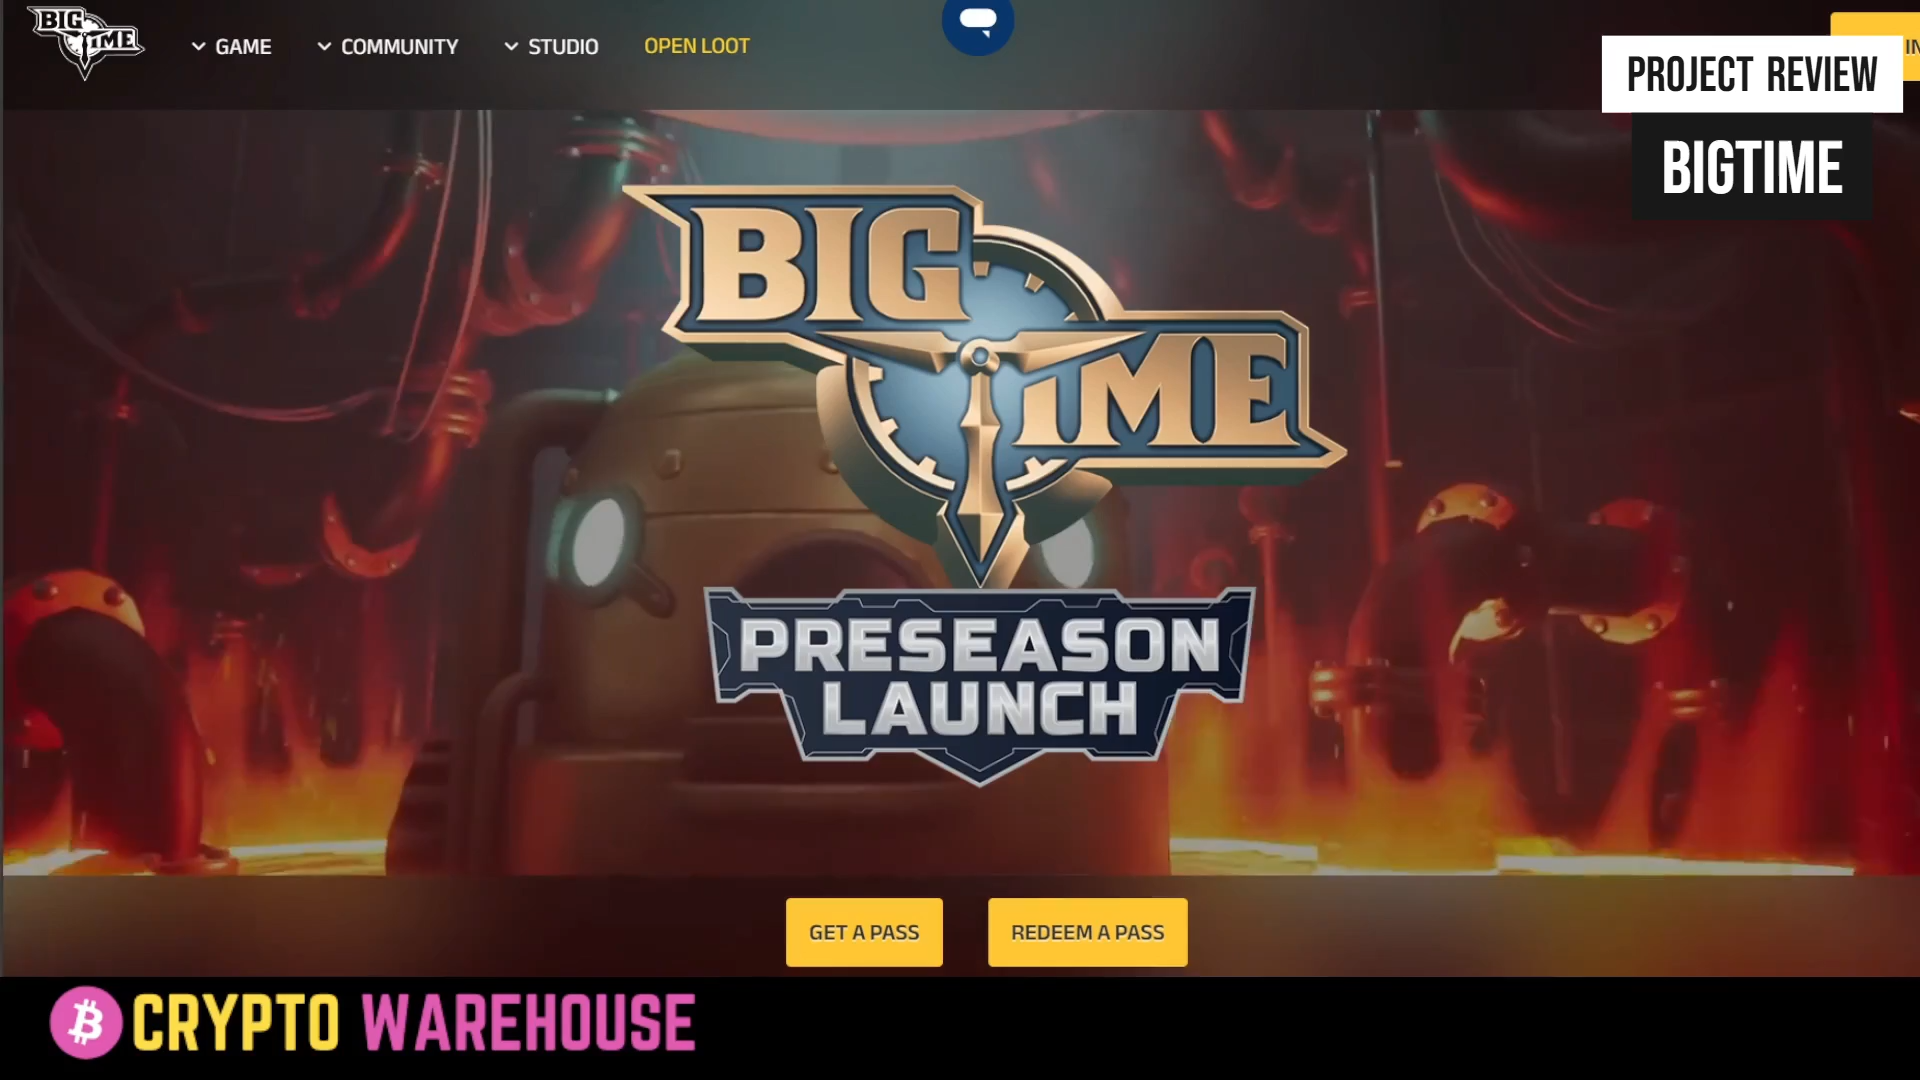 BIG TIME
GAME
COMMUNITY
STUDIO
OPEN LOOT
IN
PROJECT REVIEW
BIGTIME
BIG
TIME
PRESEASON
LAUNCH
GET A PASS
REDEEM A PASS
CRYPTO WAREHOUSE